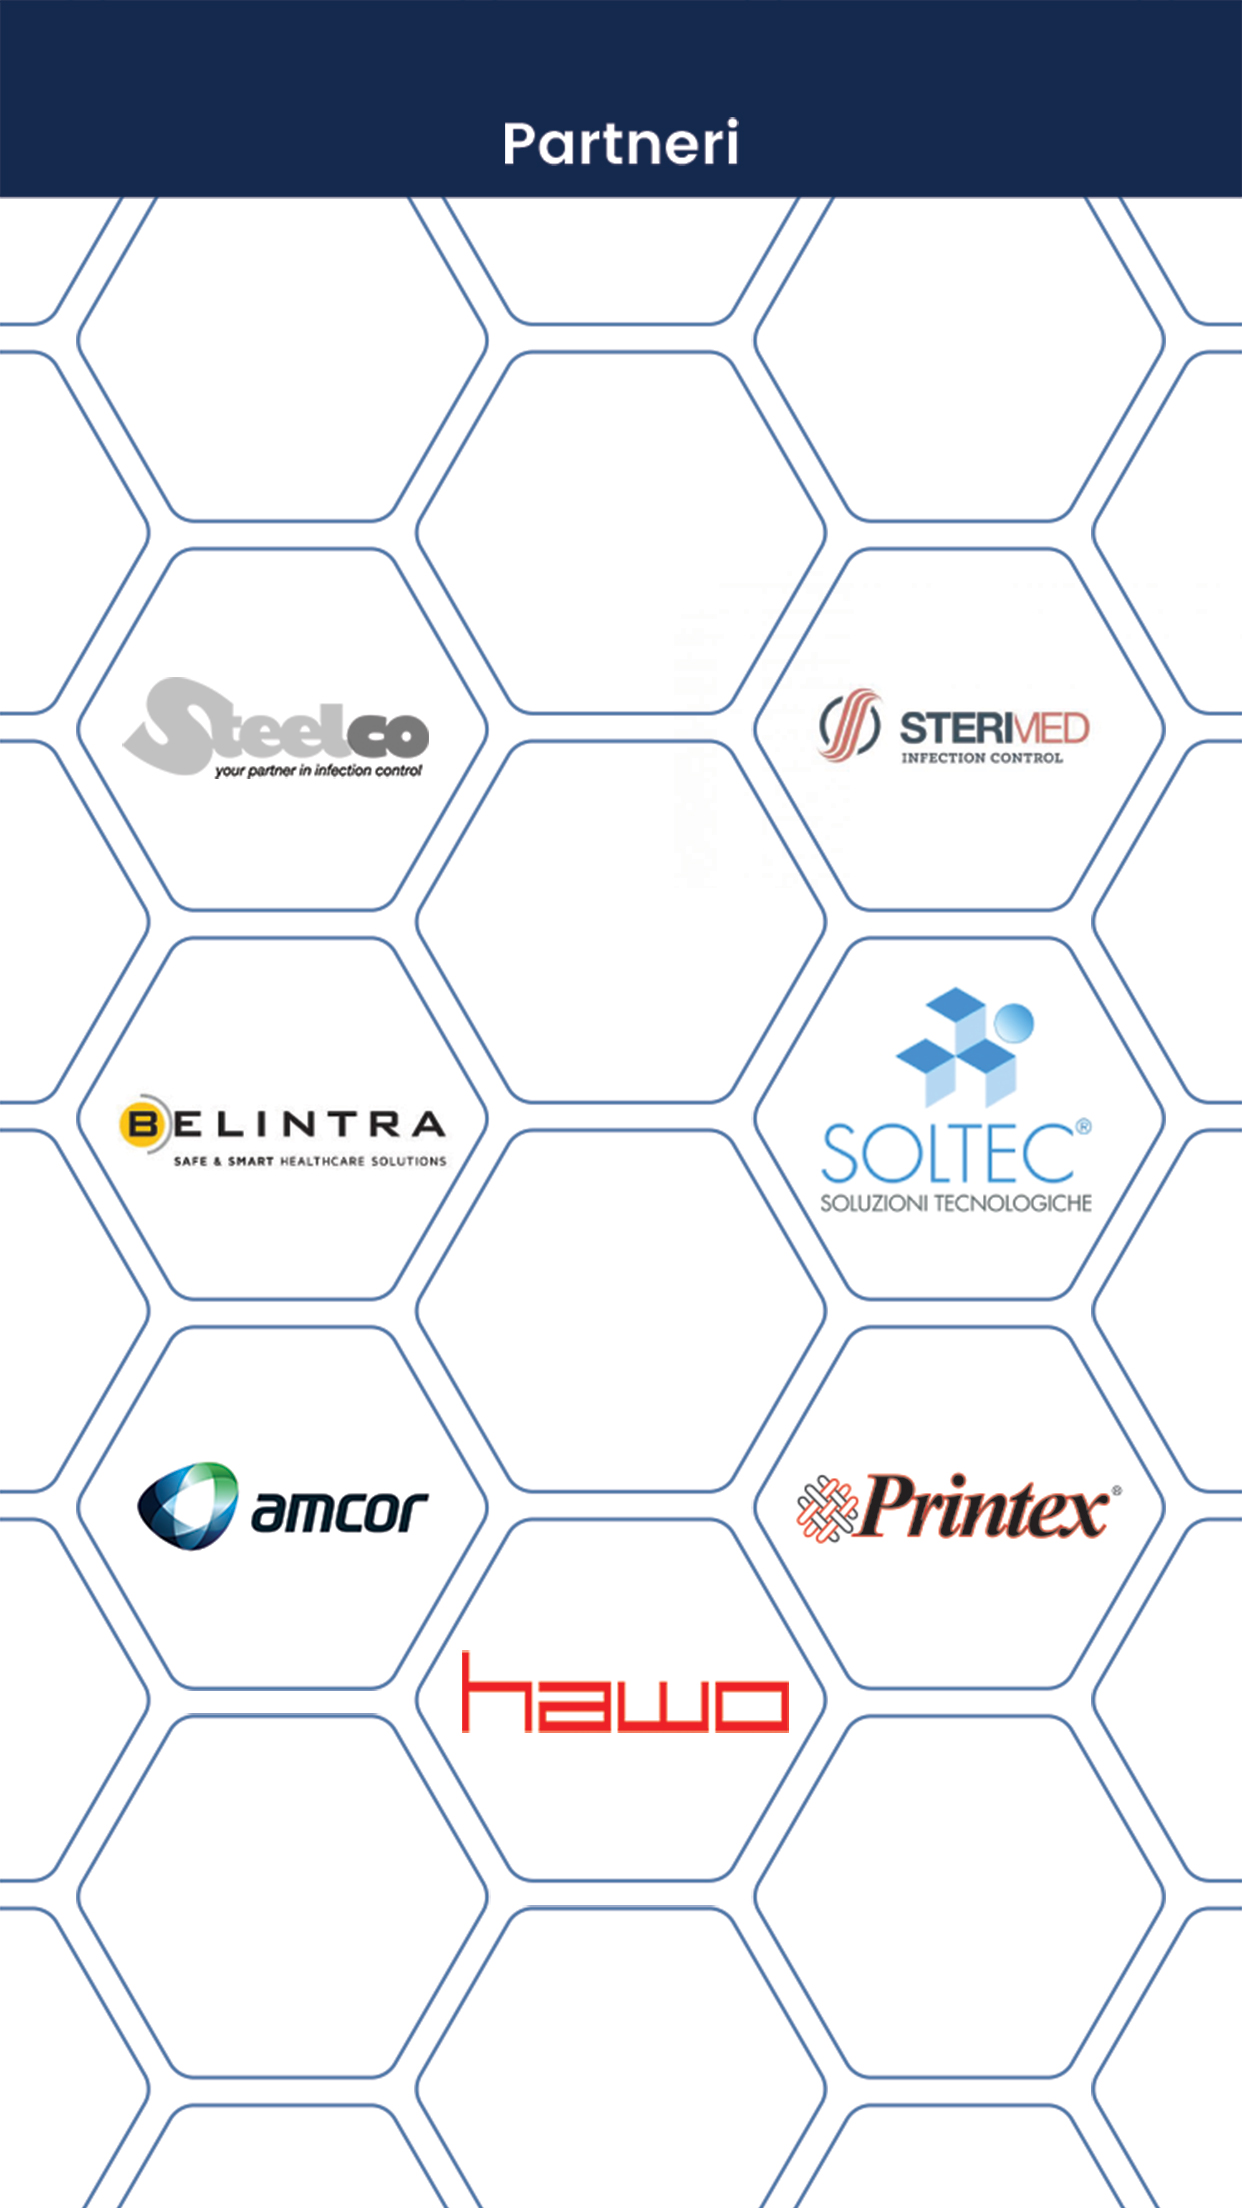 Partneri
Steelco
your partner in infection control
STERIMED
INFECTION CONTROL
BELINTRA
SAFE & SMART HEALTHCARE SOLUTIONS
SOLTEC®
SOLUZIONI TECNOLOGICHE
amcor
Printex®
hawo